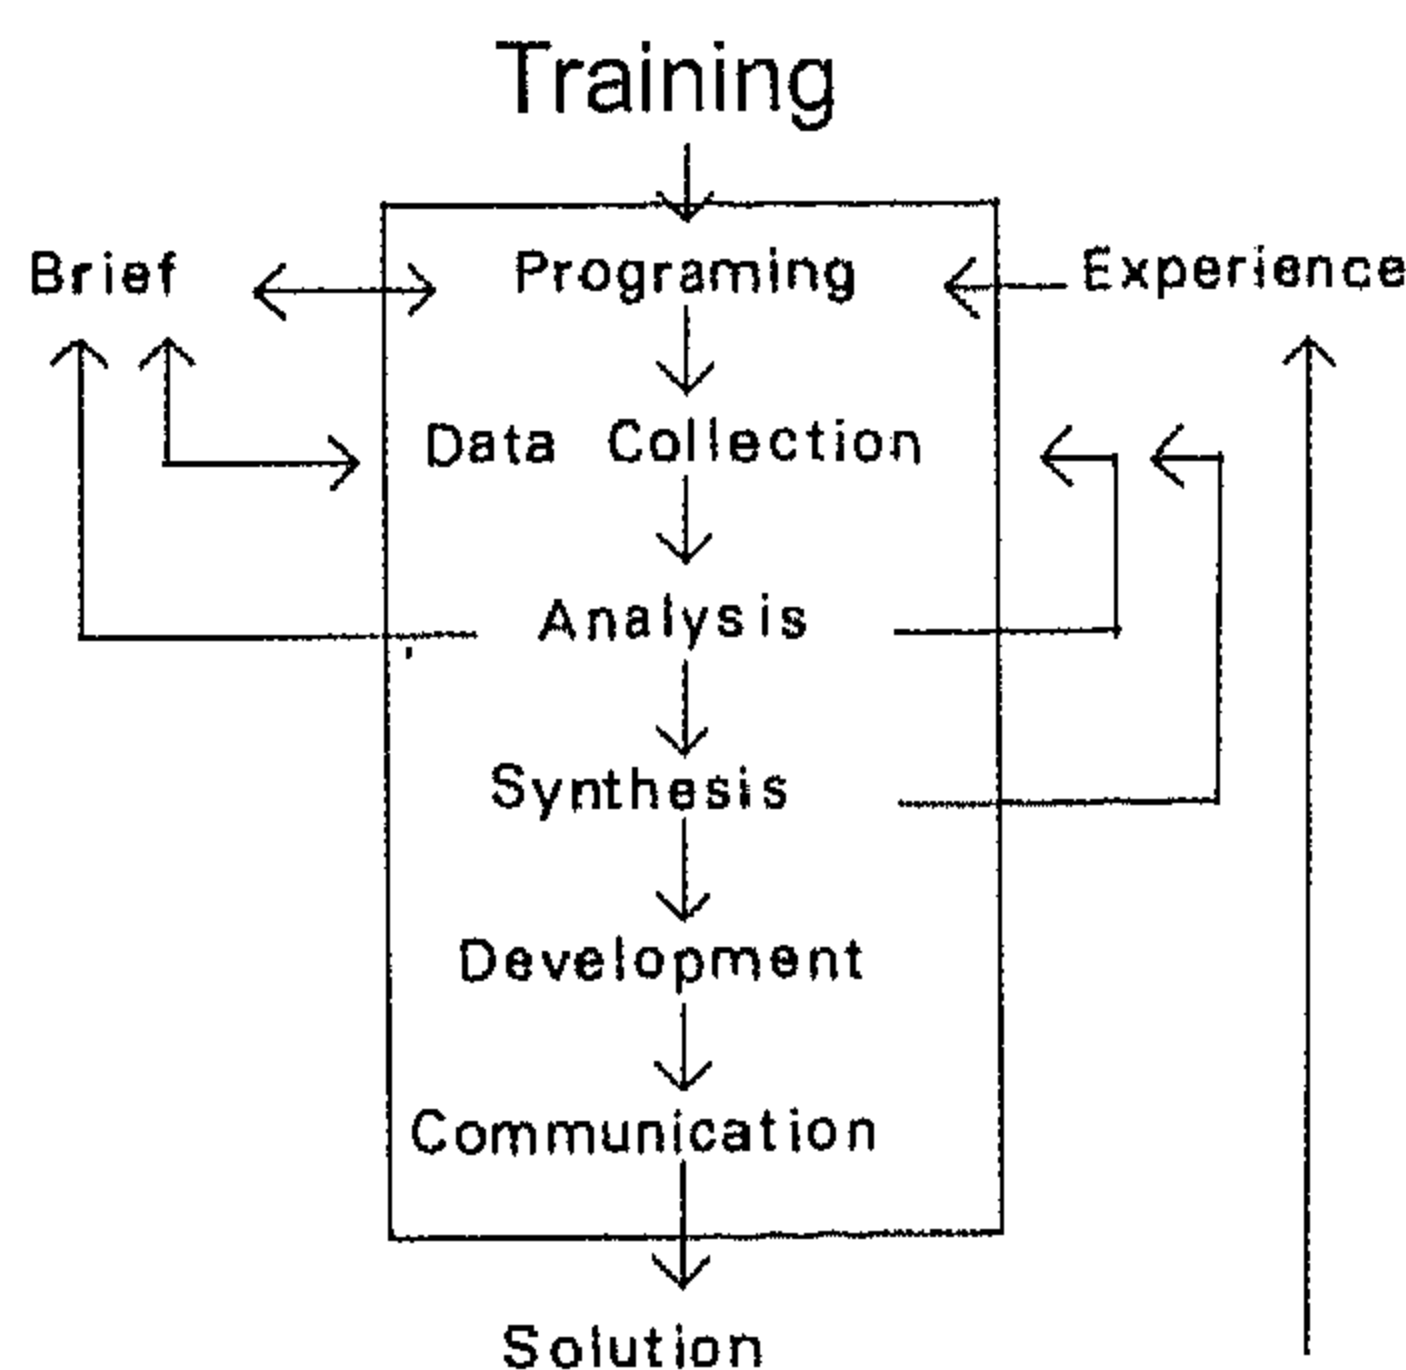 Training
Brief Programing Experience
Data Collection
Analysis
Synthesis
Development
Communication
Solution